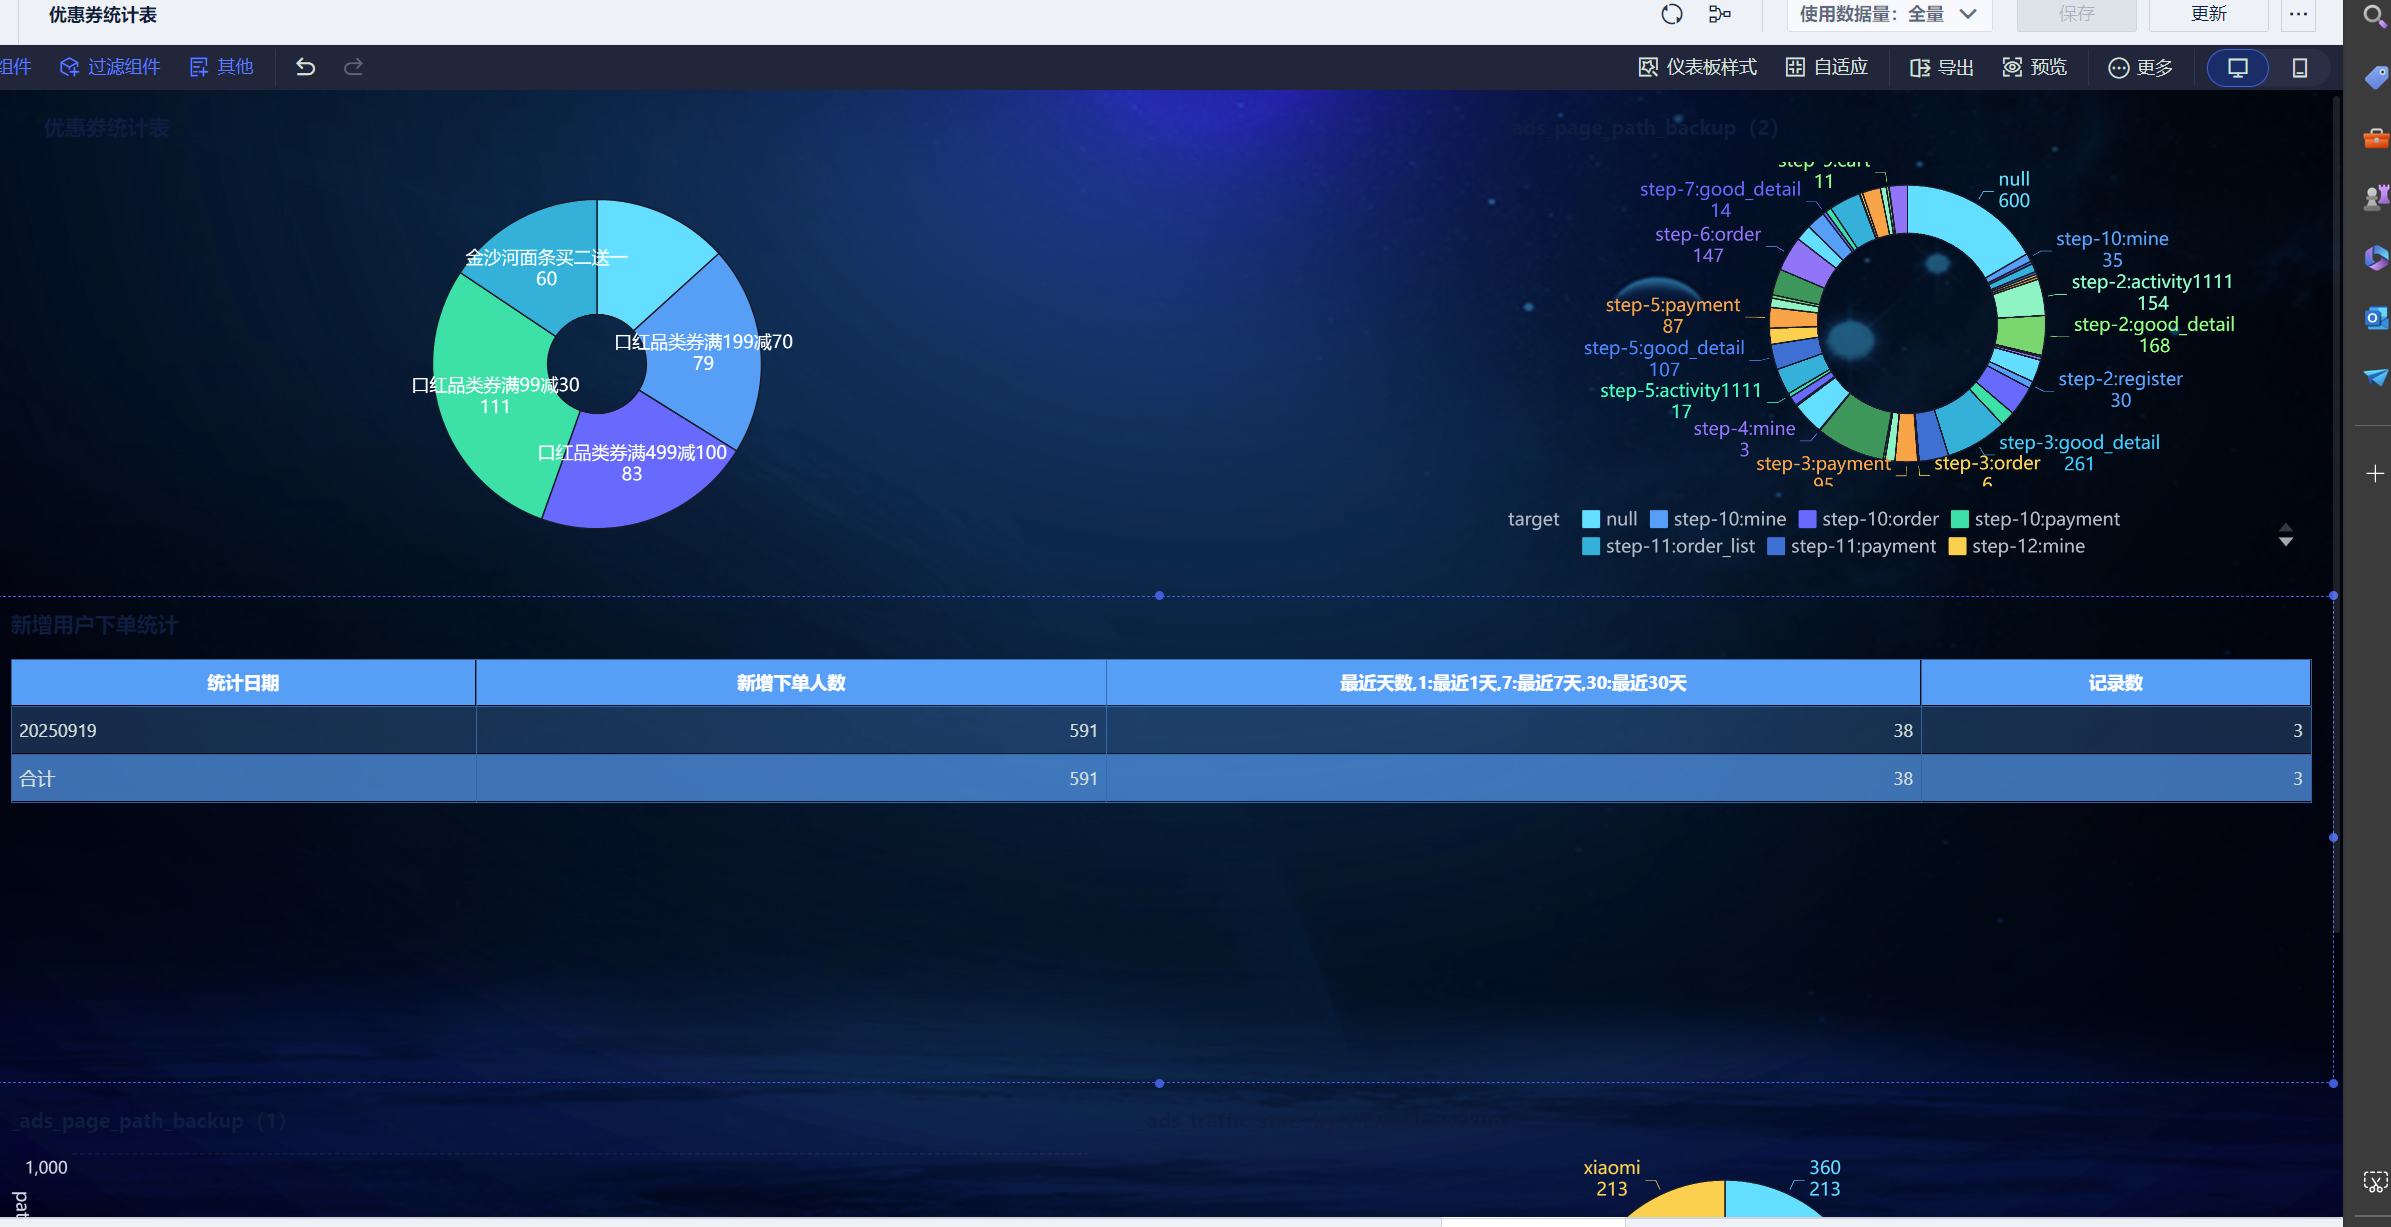 优惠券统计表
使用数据量: 全量
保存
更新
组件
过滤组件
其他
仪表板样式
自适应
导出
预览
更多
优惠券统计表
金沙河面条买二送一
60
口红品类券满199减70
79
口红品类券满99减30
111
口红品类券满499减100
83
ads_page_path_backup（2）
step-9:cart
11
null
600
step-7:good_detail
14
step-6:order
147
step-10:mine
35
step-2:activity1111
154
step-5:payment
87
step-2:good_detail
168
step-5:good_detail
107
step-2:register
30
step-5:activity1111
17
step-4:mine
3
step-3:good_detail
261
step-3:payment
95
step-3:order
6
target
null
step-10:mine
step-10:order
step-10:payment
step-11:order_list
step-11:payment
step-12:mine
新增用户下单统计
统计日期 新增下单人数 最近天数,1:最近1天,7:最近7天,30:最近30天 记录数
20250919 591 38 3
合计 591 38 3
_ads_page_path_backup（1）
1,000
xiaomi
213
360
213